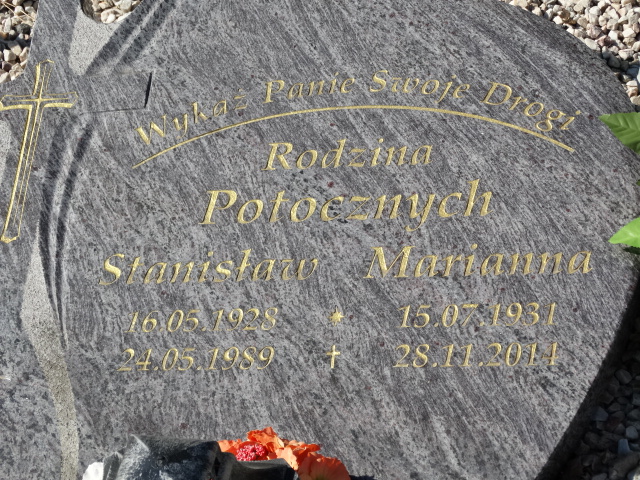 Wykaż Panie Swoje Drogi
Rodzina
Potocznych
Stanisław Marianna
16.05.1928 * 15.07.1931
24.05.1989 † 28.11.2014